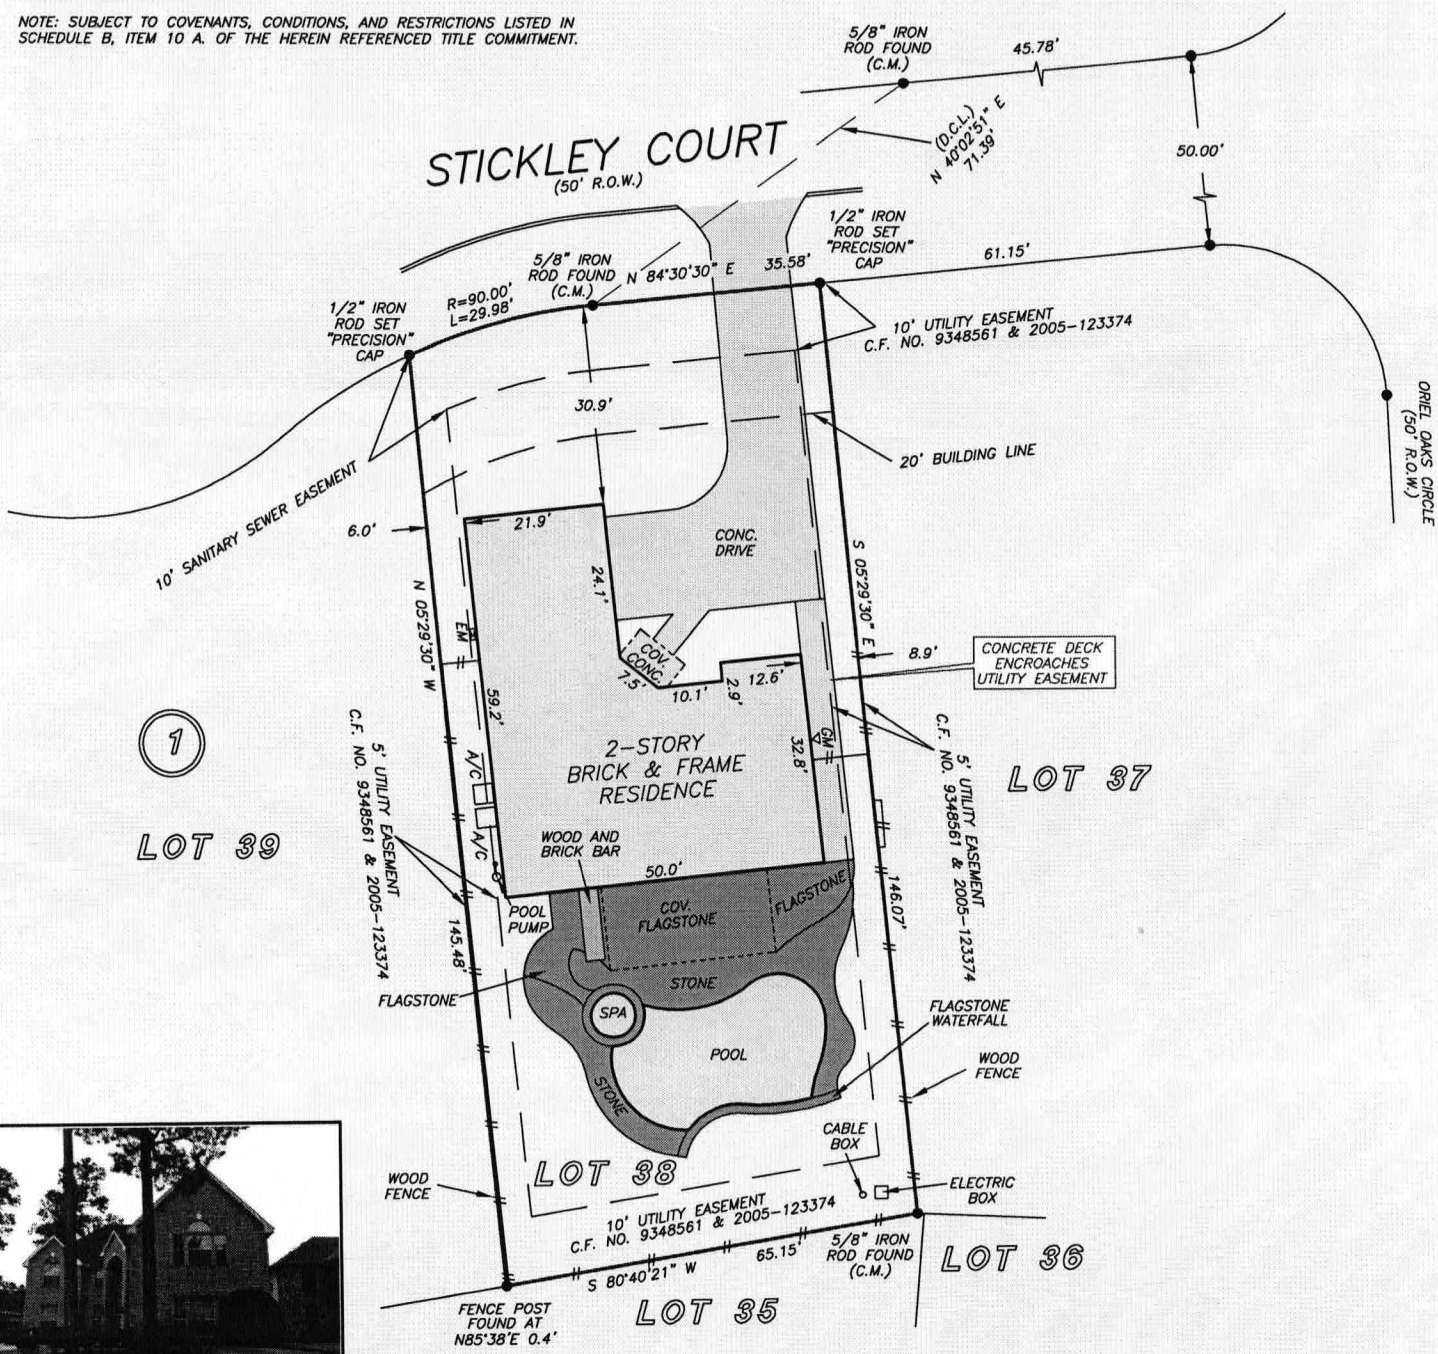 NOTE: SUBJECT TO COVENANTS, CONDITIONS, AND RESTRICTIONS LISTED IN
SCHEDULE B, ITEM 10 A. OF THE HEREIN REFERENCED TITLE COMMITMENT.
5/8" IRON
ROD FOUND
(C.M.)
45.78'
(D.C.L.)
N 40°02'51" E
71.39'
50.00'
STICKLEY COURT
(50' R.O.W.)
1/2" IRON
ROD SET
"PRECISION"
CAP
61.15'
5/8" IRON
ROD FOUND
(C.M.)
N 84°30'30" E
35.58'
R=90.00'
L=29.98'
1/2" IRON
ROD SET
"PRECISION"
CAP
10' UTILITY EASEMENT
C.F. NO. 9348561 & 2005-123374
ORIEL OAKS CIRCLE
(50' R.O.W.)
30.9'
20' BUILDING LINE
10' SANITARY SEWER EASEMENT
6.0'
21.9'
CONC.
DRIVE
24.1'
S 05°29'30" E
N 05°29'30" W
EM
COV.
CONC.
7.5'
10.1'
2.9'
12.6'
8.9'
CONCRETE DECK
ENCROACHES
UTILITY EASEMENT
59.2'
32.8'
GM
1
2-STORY
BRICK & FRAME
RESIDENCE
A/C
A/C
5' UTILITY EASEMENT
C.F. NO. 9348561 & 2005-123374
5' UTILITY EASEMENT
C.F. NO. 9348561 & 2005-123374
LOT 37
LOT 39
WOOD AND
BRICK BAR
50.0'
POOL
PUMP
COV.
FLAGSTONE
FLAGSTONE
146.07'
145.48'
FLAGSTONE
STONE
SPA
POOL
FLAGSTONE
WATERFALL
WOOD
FENCE
STONE
CABLE
BOX
LOT 38
WOOD
FENCE
ELECTRIC
BOX
10' UTILITY EASEMENT
C.F. NO. 9348561 & 2005-123374
S 80°40'21" W
65.15'
5/8" IRON
ROD FOUND
(C.M.)
LOT 36
LOT 35
FENCE POST
FOUND AT
N85°38'E 0.4'